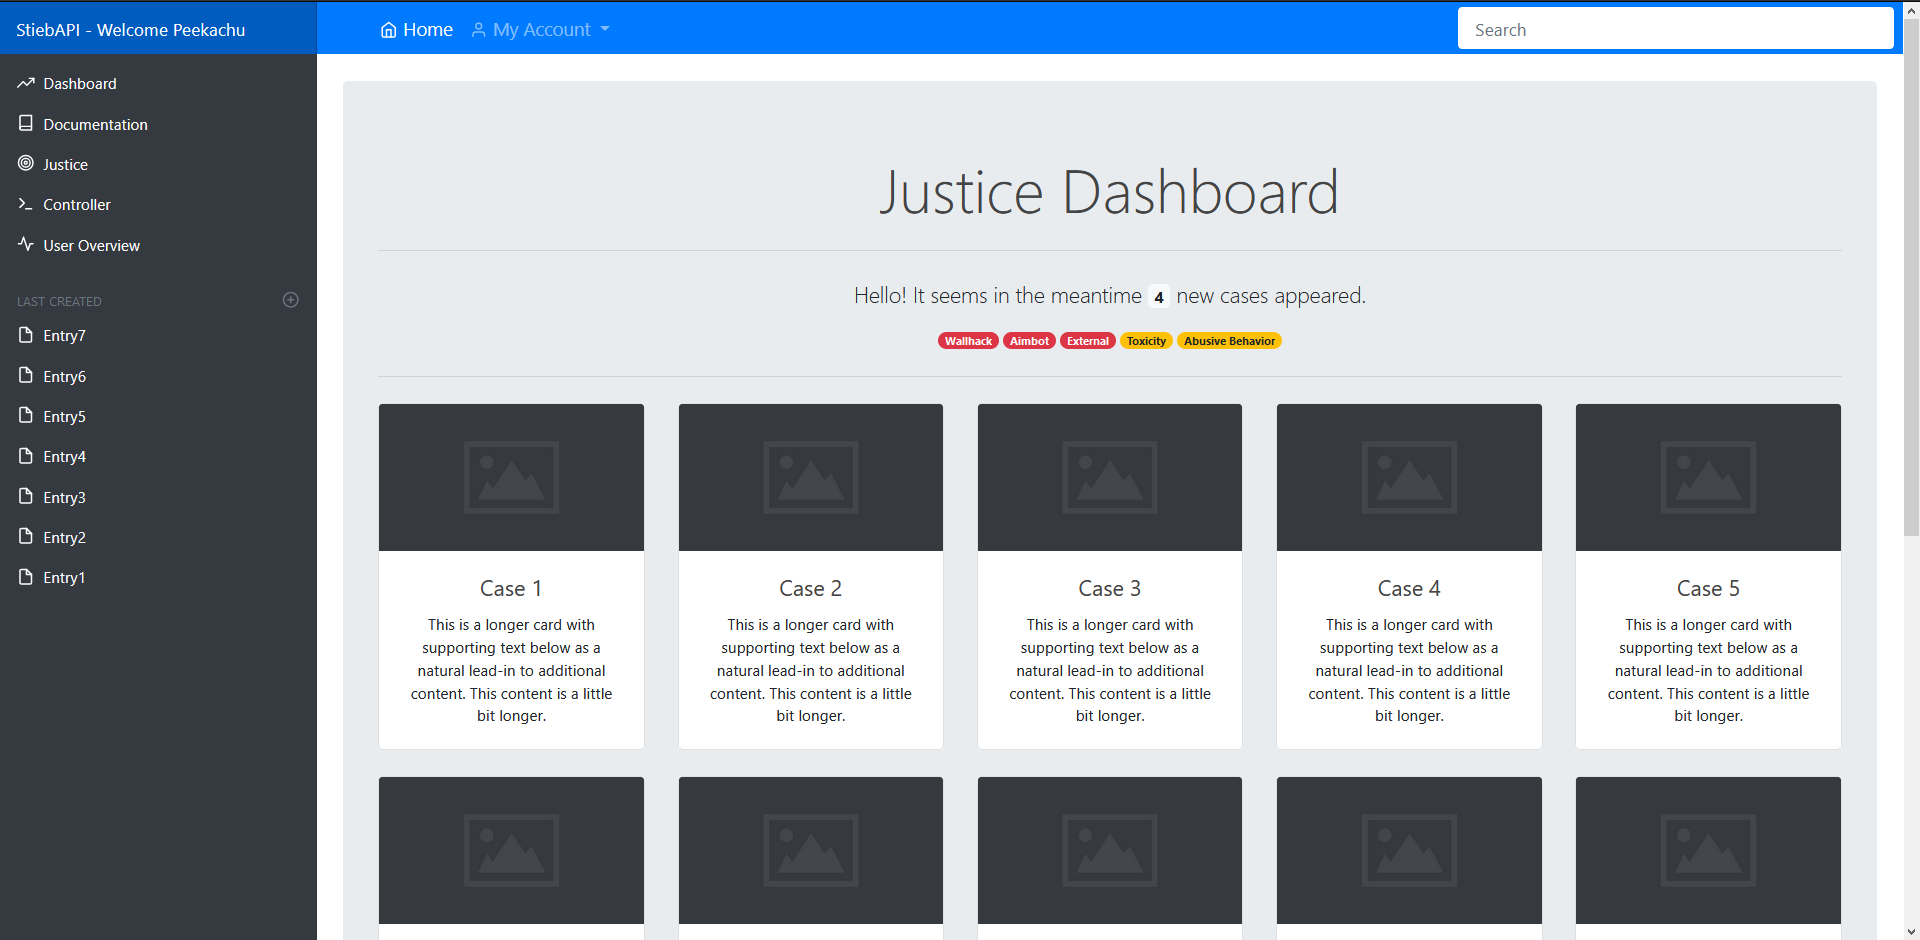 StiebAPI - Welcome Peekachu
Home
My Account
Search
Dashboard
Documentation
Justice
Controller
User Overview
LAST CREATED
Entry7
Entry6
Entry5
Entry4
Entry3
Entry2
Entry1
Justice Dashboard
Hello! It seems in the meantime 4 new cases appeared.
Wallhack Aimbot External Toxicity Abusive Behavior
Case 1
This is a longer card with
supporting text below as a
natural lead-in to additional
content. This content is a little
bit longer.
Case 2
This is a longer card with
supporting text below as a
natural lead-in to additional
content. This content is a little
bit longer.
Case 3
This is a longer card with
supporting text below as a
natural lead-in to additional
content. This content is a little
bit longer.
Case 4
This is a longer card with
supporting text below as a
natural lead-in to additional
content. This content is a little
bit longer.
Case 5
This is a longer card with
supporting text below as a
natural lead-in to additional
content. This content is a little
bit longer.